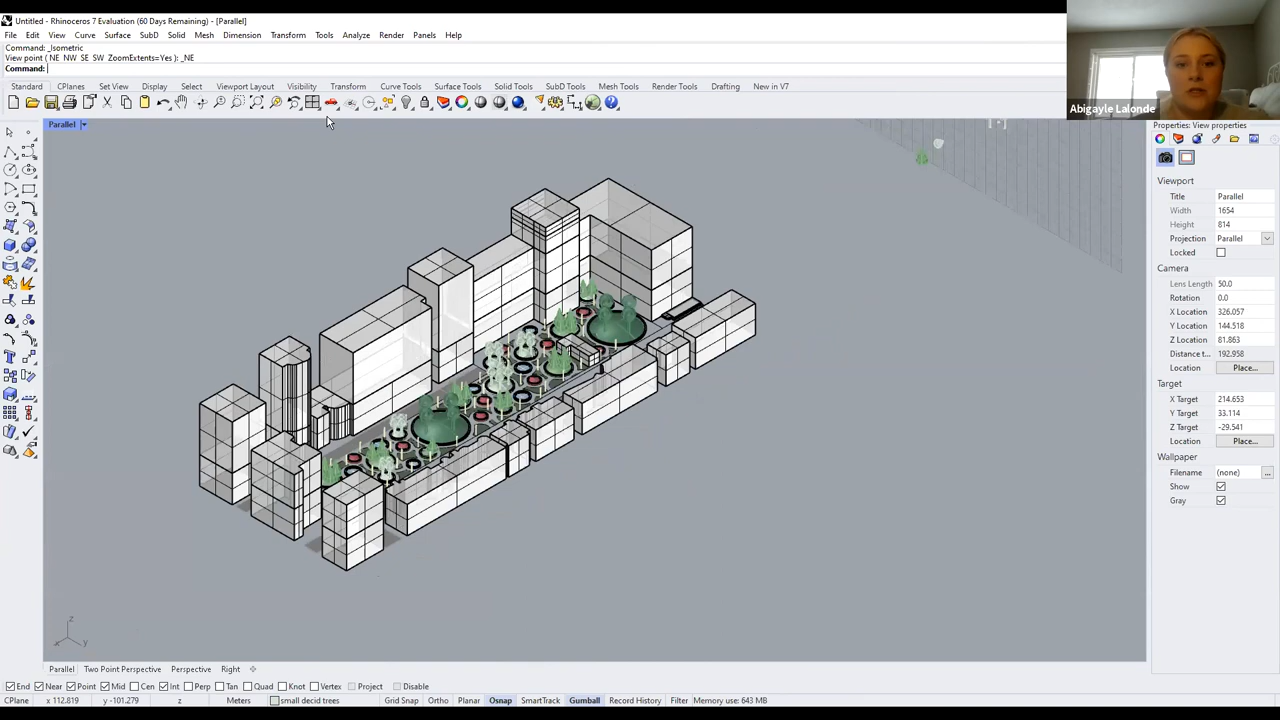 Untitled - Rhinoceros 7 Evaluation (60 Days Remaining) - [Parallel]
File Edit View Curve Surface SubD Solid Mesh Dimension Transform Tools Analyze Render Panels Help
Command: _Isometric
View point ( NE NW SE SW ZoomExtents=Yes ): _NE
Command:
Standard CPlanes Set View Display Select Viewport Layout Visibility Transform Curve Tools Surface Tools Solid Tools SubD Tools Mesh Tools Render Tools Drafting New in V7
Abigayle Lalonde
Parallel
Properties: View properties
Viewport
Title Parallel
Width 1654
Height 814
Projection Parallel
Locked
Camera
Lens Length 50.0
Rotation 0.0
X Location 326.057
Y Location 144.518
Z Location 81.863
Distance t... 192.958
Location Place...
Target
X Target 214.653
Y Target 33.114
Z Target -29.541
Location Place...
Wallpaper
Filename (none) ...
Show
Gray
z
x y
Parallel Two Point Perspective Perspective Right
End Near Point Mid Cen Int Perp Tan Quad Knot Vertex Project Disable
CPlane x 112.819 y -101.279 z Meters small decid trees Grid Snap Ortho Planar Osnap SmartTrack Gumball Record History Filter Memory use: 643 MB